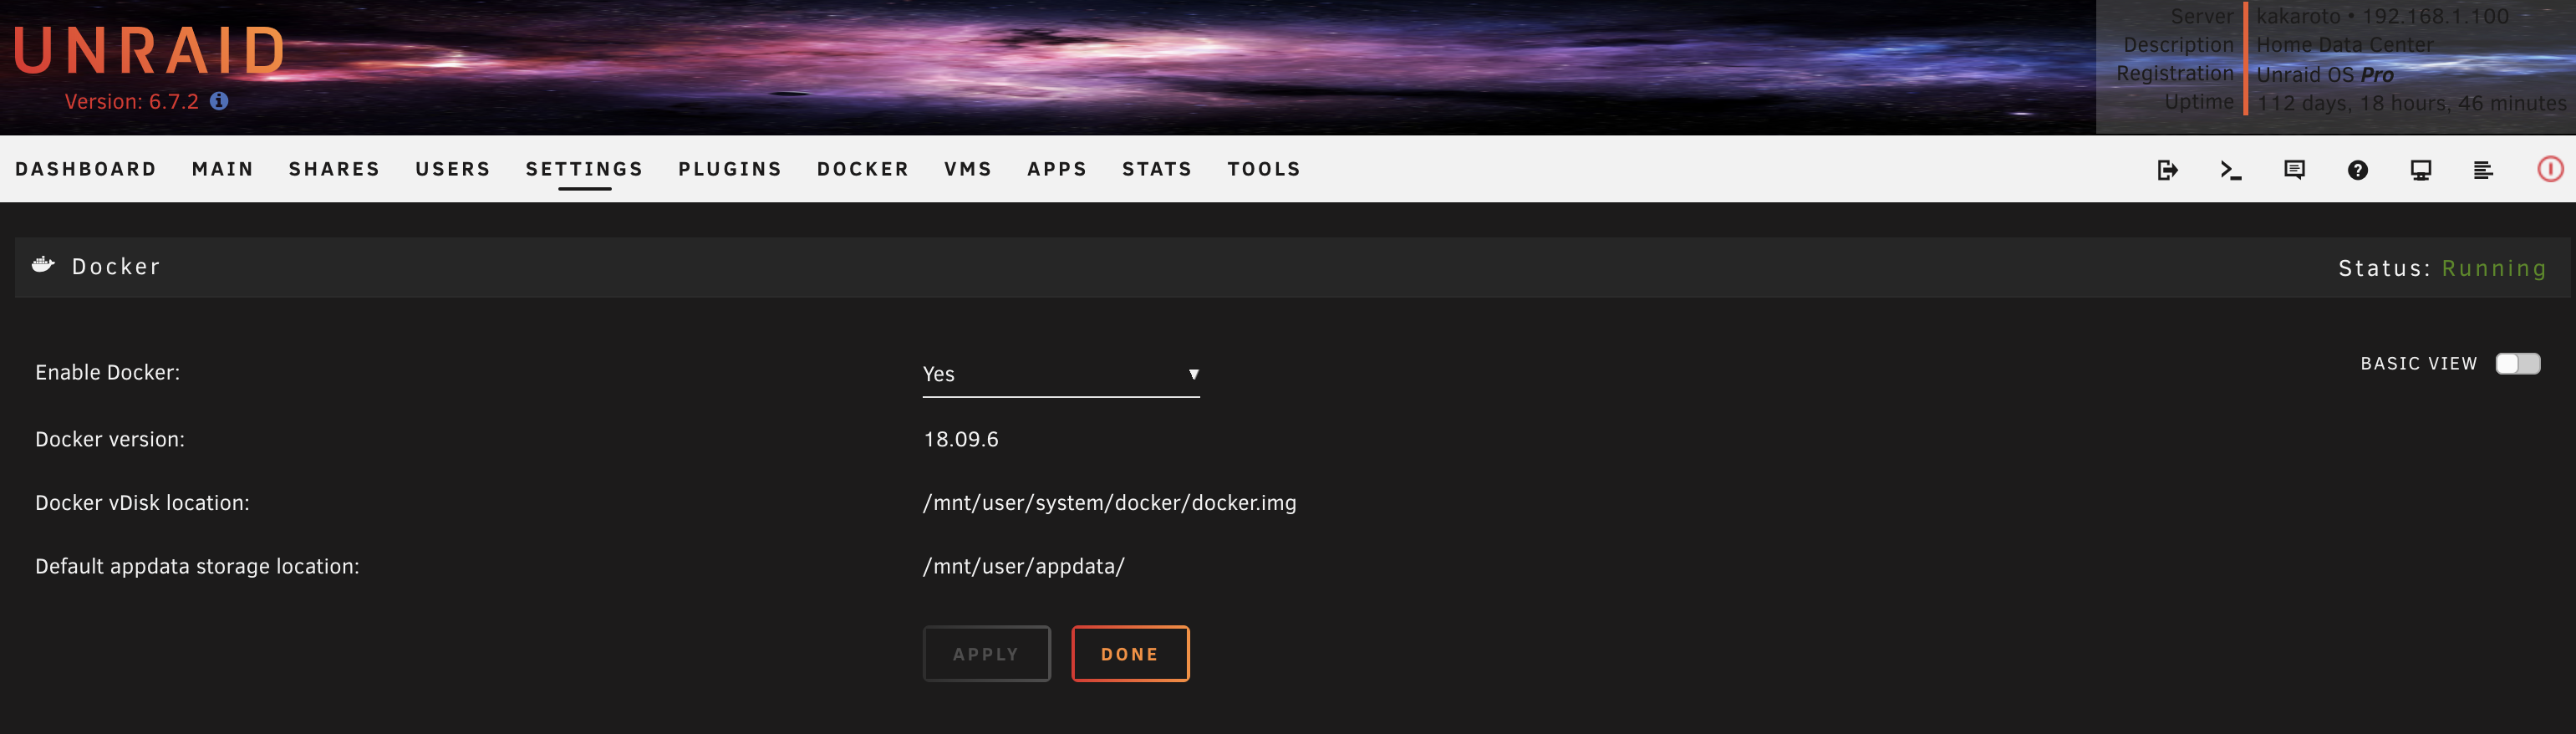 UNRAID
Version: 6.7.2
Server kakaroto • 192.168.1.100
Description Home Data Center
Registration Unraid OS Pro
Uptime 112 days, 18 hours, 46 minutes
DASHBOARD MAIN SHARES USERS SETTINGS PLUGINS DOCKER VMS APPS STATS TOOLS
Docker Status: Running
Enable Docker: Yes BASIC VIEW
Docker version: 18.09.6
Docker vDisk location: /mnt/user/system/docker/docker.img
Default appdata storage location: /mnt/user/appdata/
APPLY DONE